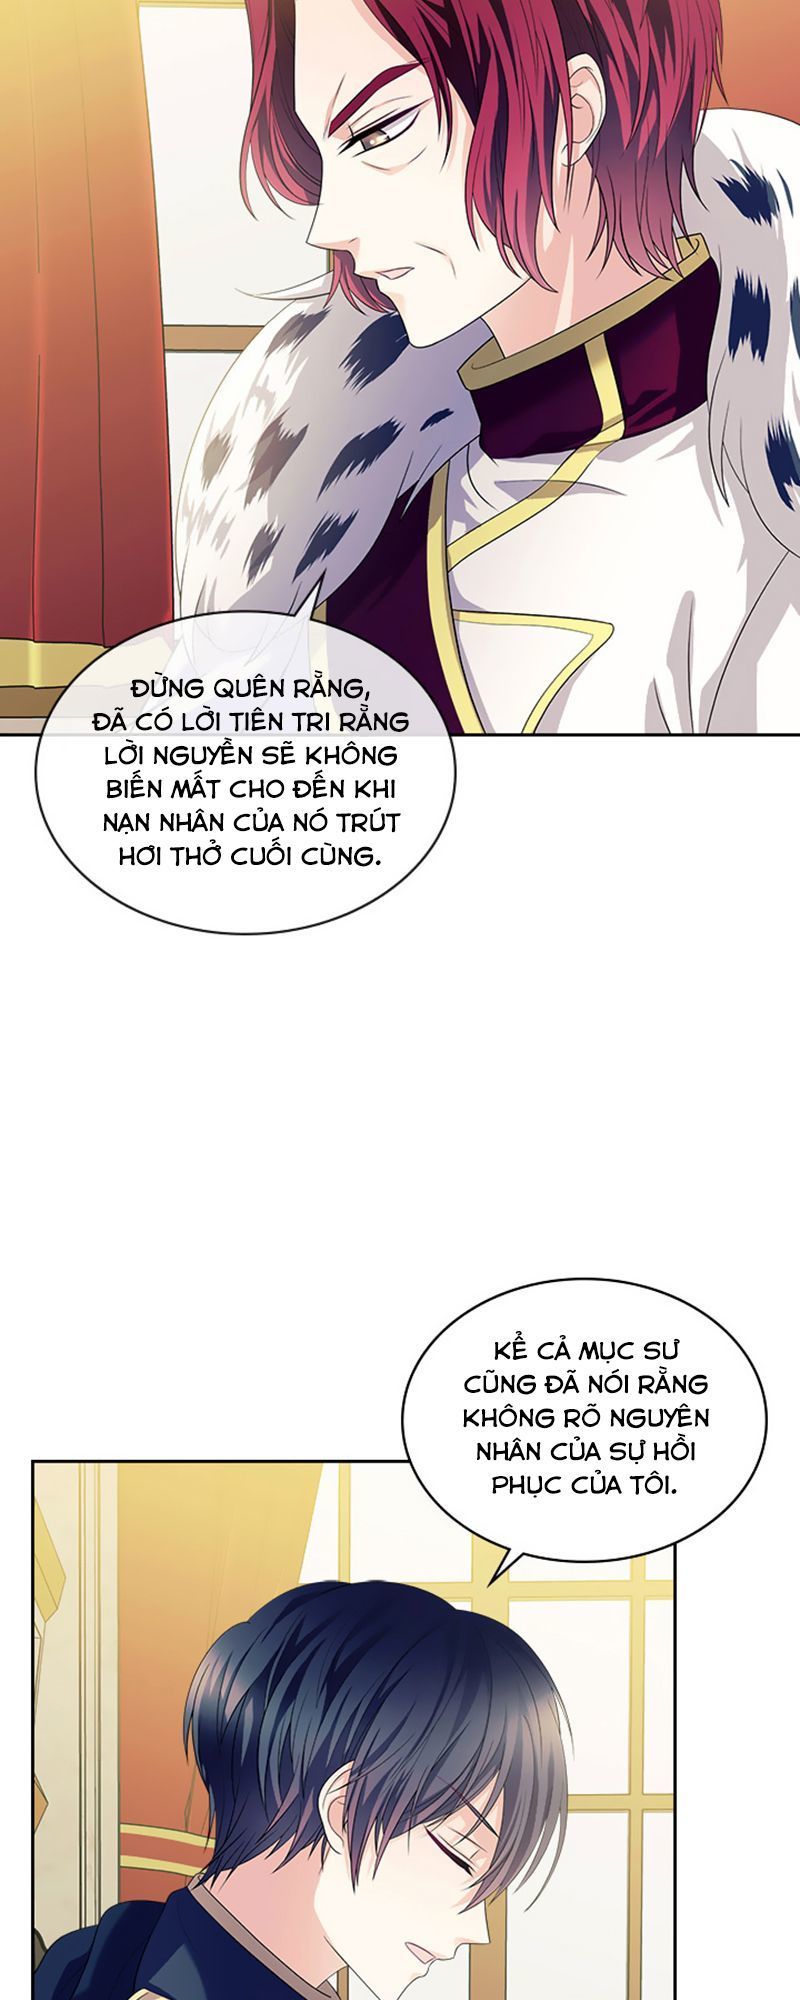 ĐỪNG QUÊN RẰNG,
ĐÃ CÓ LỜI TIÊN TRI RẰNG
LỜI NGUYỀN SẼ KHÔNG
BIẾN MẤT CHO ĐẾN KHI
NẠN NHÂN CỦA NÓ TRÚT
HƠI THỞ CUỐI CÙNG.
KỂ CẢ MỤC SƯ
CŨNG ĐÃ NÓI RẰNG
KHÔNG RÕ NGUYÊN
NHÂN CỦA SỰ HỒI
PHỤC CỦA TÔI.